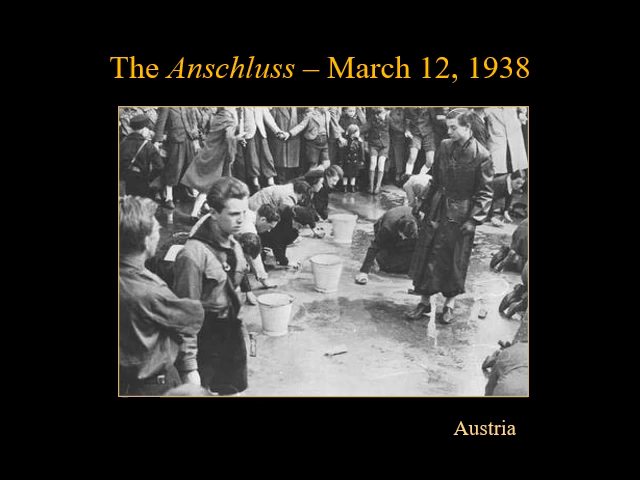 The Anschluss – March 12, 1938
Austria